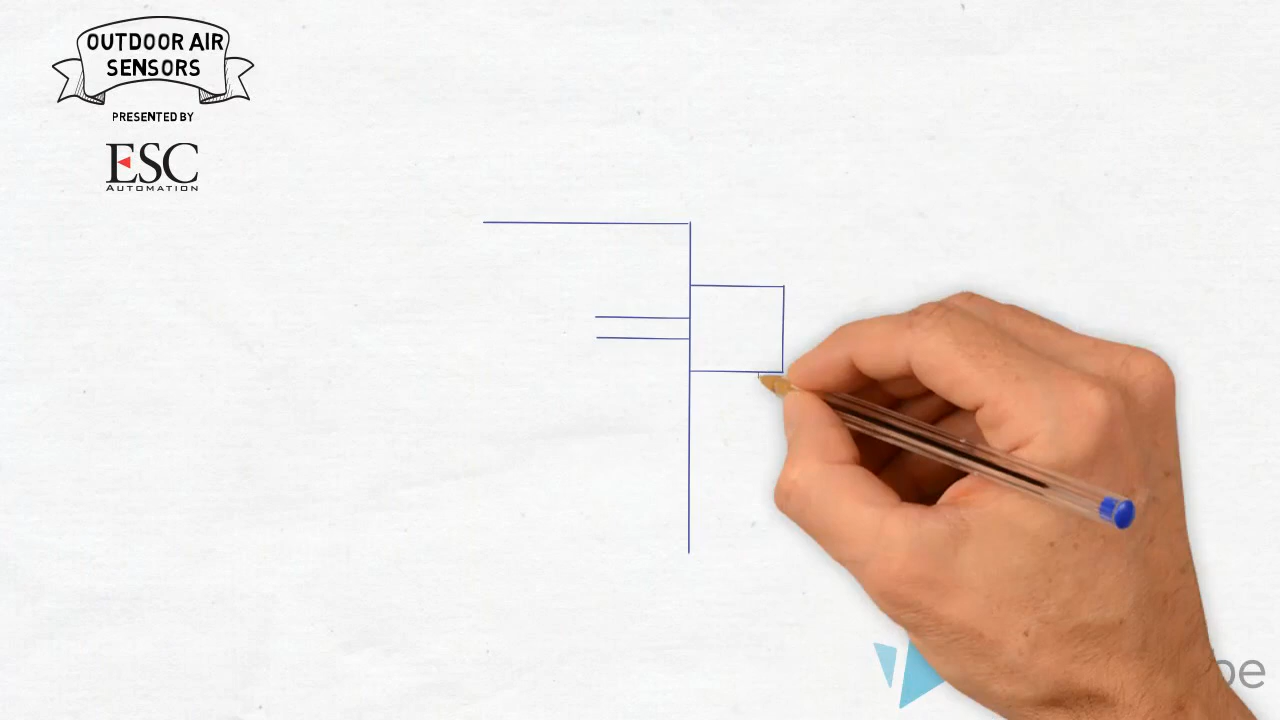 OUTDOOR AIR
SENSORS
PRESENTED BY
ESC
AUTOMATION